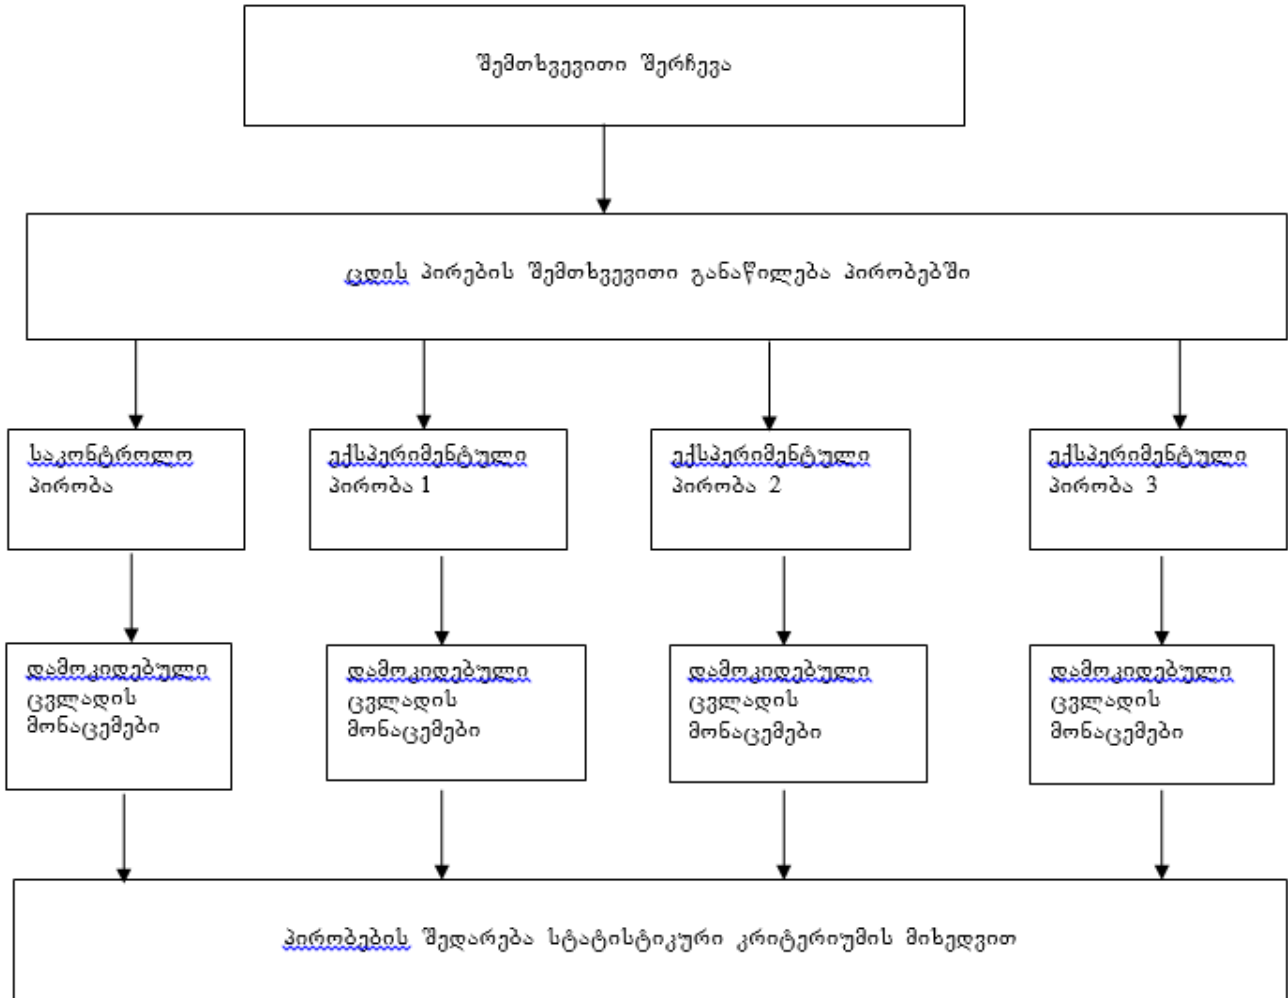 შემთხვევითი შერჩევა
ცდის პირების შემთხვევითი განაწილება პირობებში
საკონტროლო
პირობა
ექსპერიმენტული
პირობა 1
ექსპერიმენტული
პირობა 2
ექსპერიმენტული
პირობა 3
დამოკიდებული
ცვლადის
მონაცემები
დამოკიდებული
ცვლადის
მონაცემები
დამოკიდებული
ცვლადის
მონაცემები
დამოკიდებული
ცვლადის
მონაცემები
პირობების შედარება სტატისტიკური კრიტერიუმის მიხედვით